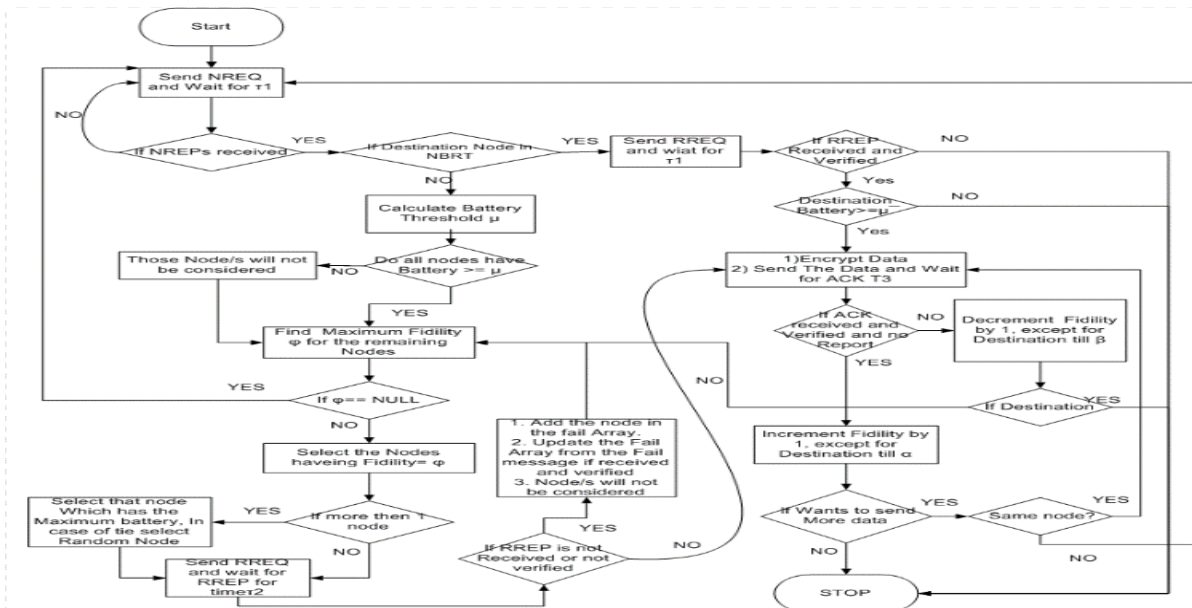 Start
Send NREQ
and Wait for τ1
NO
If NREPs received
YES
If Destination Node in
NBRT
YES
Send RREQ
and wiat for
τ1
If RREP
Received and
Verified
NO
Yes
Destination
Battery>=μ
NO
Yes
NO
Calculate Battery
Threshold μ
Do all nodes have
Battery >= μ
NO
Those Node/s will not
be considered
YES
Find Maximum Fidility
φ for the remaining
Nodes
If φ== NULL
YES
NO
Select the Nodes
haveing Fidility= φ
If more then 1
node
YES
Select that node
Which has the
Maximum battery, In
case of tie select
Random Node
NO
Send RREQ
and wait for
RREP for
timeτ2
If RREP is not
Received or not
verified
YES
1. Add the node in
the fail Array.
2. Update the Fail
Array from the Fail
message if received
and verified
3. Node/s will not
be considered
NO
1)Encrypt Data
2) Send The Data and Wait
for ACK T3
If ACK
received and
Verified and no
Report
NO
Decrement Fidility
by 1, except for
Destination till β
If Destination
YES
NO
YES
Increment Fidility by
1, except for
Destination till α
If Wants to send
More data
YES
Same node?
YES
NO
NO
STOP